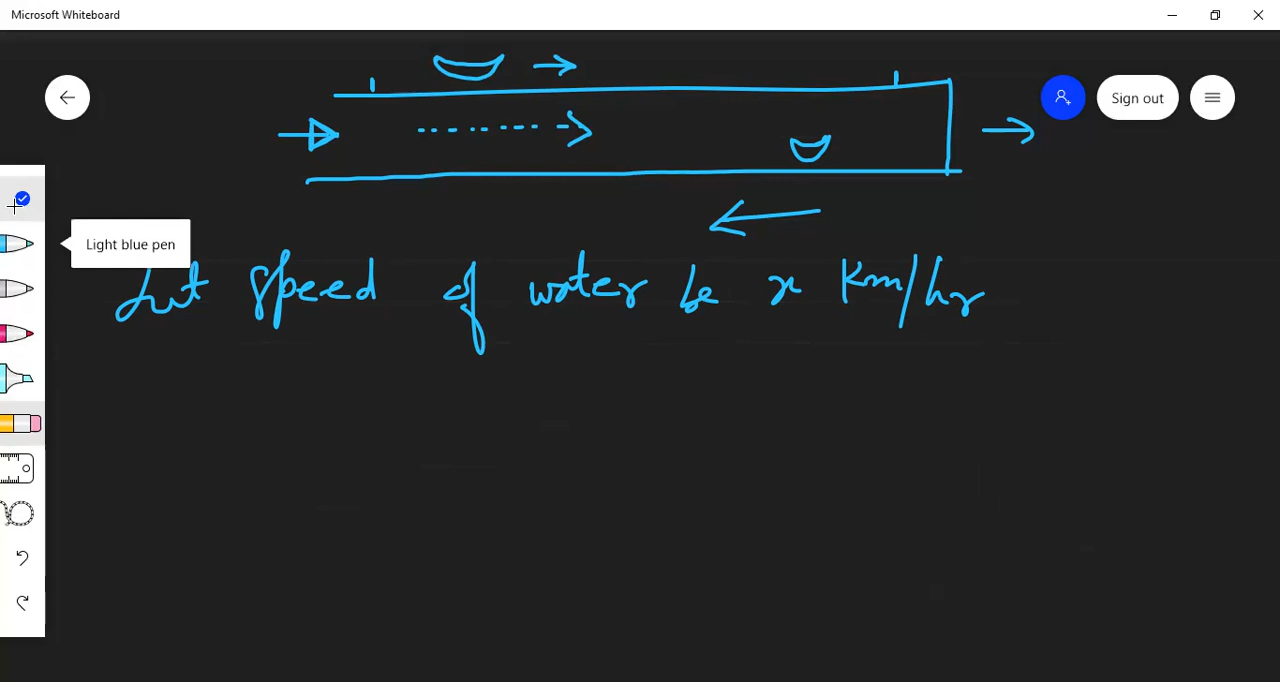 Microsoft Whiteboard
Sign out
Light blue pen
Let speed of water be x Km/hr